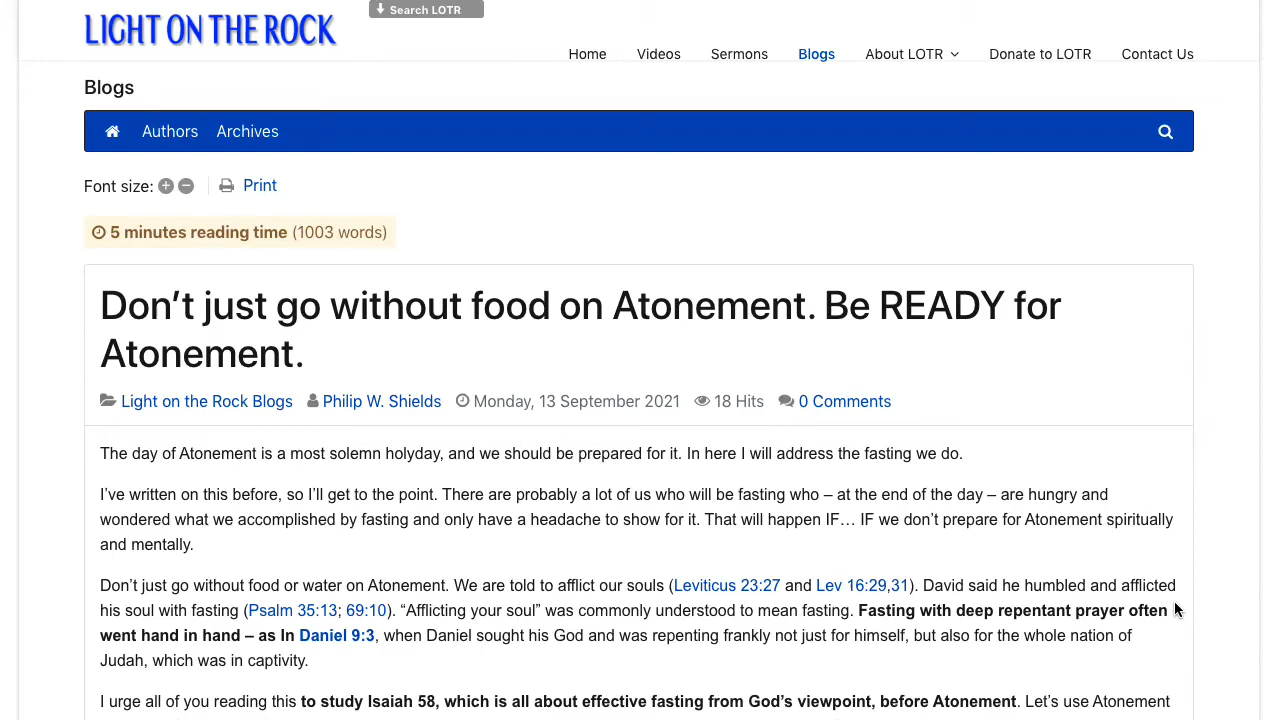 Search LOTR
LIGHT ON THE ROCK
Home Videos Sermons Blogs About LOTR Donate to LOTR Contact Us
Blogs
Authors Archives
Font size: Print
5 minutes reading time (1003 words)
Don’t just go without food on Atonement. Be READY for
Atonement.
Light on the Rock Blogs Philip W. Shields Monday, 13 September 2021 18 Hits 0 Comments
The day of Atonement is a most solemn holyday, and we should be prepared for it. In here I will address the fasting we do.
I’ve written on this before, so I’ll get to the point. There are probably a lot of us who will be fasting who – at the end of the day – are hungry and
wondered what we accomplished by fasting and only have a headache to show for it. That will happen IF… IF we don’t prepare for Atonement spiritually
and mentally.
Don’t just go without food or water on Atonement. We are told to afflict our souls (Leviticus 23:27 and Lev 16:29,31). David said he humbled and afflicted
his soul with fasting (Psalm 35:13; 69:10). “Afflicting your soul” was commonly understood to mean fasting. Fasting with deep repentant prayer often
went hand in hand – as In Daniel 9:3, when Daniel sought his God and was repenting frankly not just for himself, but also for the whole nation of
Judah, which was in captivity.
I urge all of you reading this to study Isaiah 58, which is all about effective fasting from God’s viewpoint, before Atonement. Let’s use Atonement